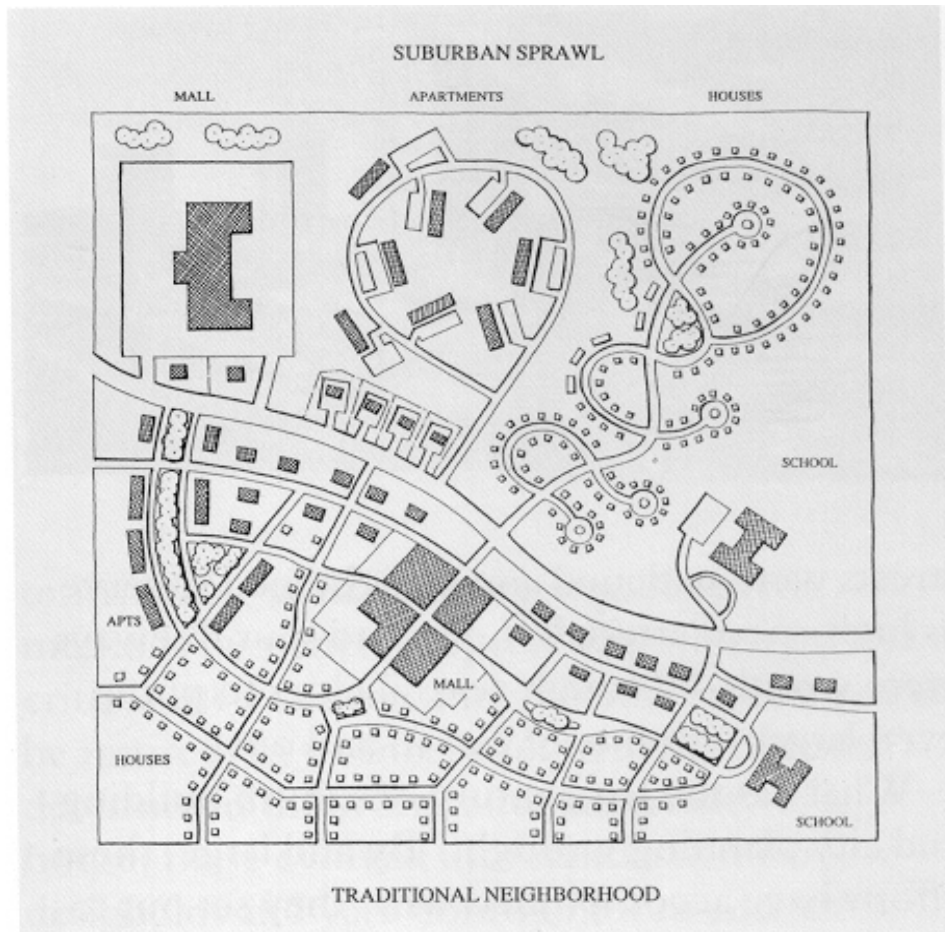 SUBURBAN SPRAWL
MALL APARTMENTS HOUSES
SCHOOL
APTS
MALL
HOUSES
SCHOOL
TRADITIONAL NEIGHBORHOOD